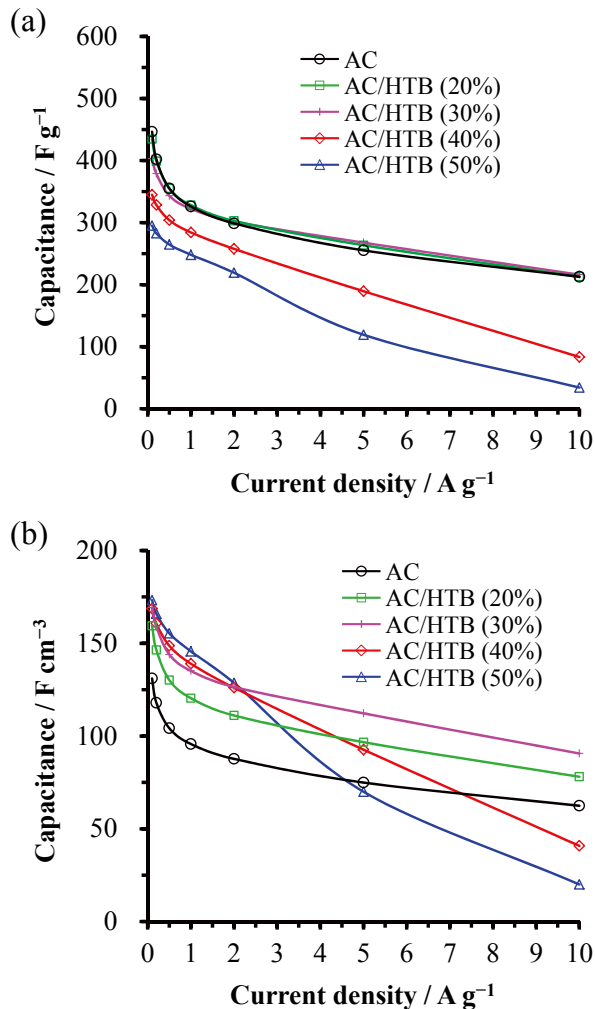 (a)
600
500
400
300
200
100
0
AC
AC/HTB (20%)
AC/HTB (30%)
AC/HTB (40%)
AC/HTB (50%)
Capacitance / F g⁻¹
0 1 2 3 4 5 6 7 8 9 10
Current density / A g⁻¹
(b)
200
150
100
50
0
AC
AC/HTB (20%)
AC/HTB (30%)
AC/HTB (40%)
AC/HTB (50%)
Capacitance / F cm⁻³
0 1 2 3 4 5 6 7 8 9 10
Current density / A g⁻¹